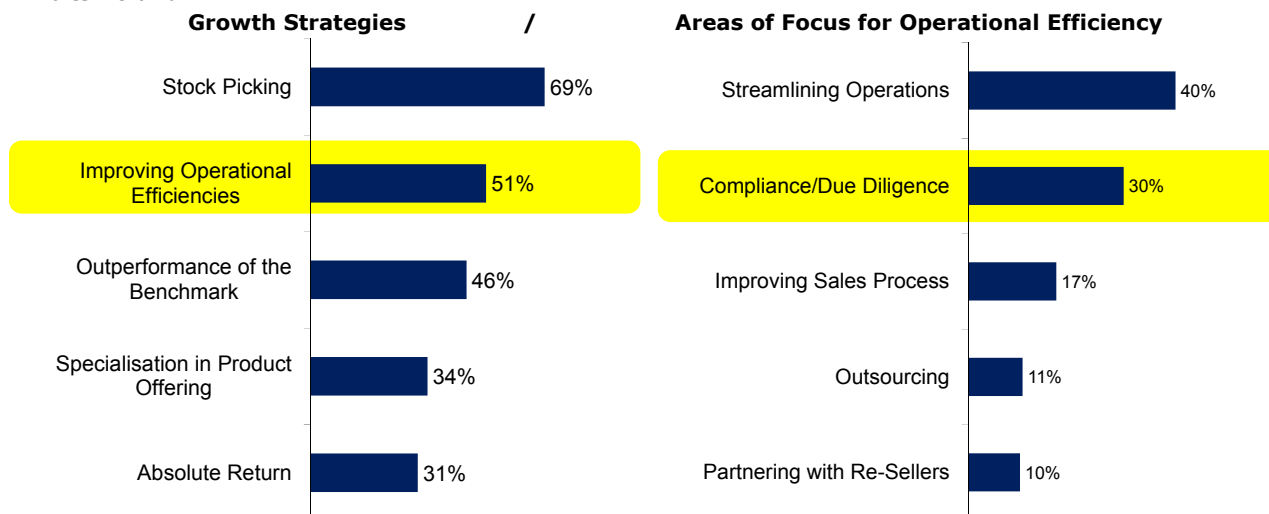 Growth Strategies / Areas of Focus for Operational Efficiency
Stock Picking 69%
Improving Operational
Efficiencies 51%
Outperformance of the
Benchmark 46%
Specialisation in Product
Offering 34%
Absolute Return 31%
Streamlining Operations 40%
Compliance/Due Diligence 30%
Improving Sales Process 17%
Outsourcing 11%
Partnering with Re-Sellers 10%